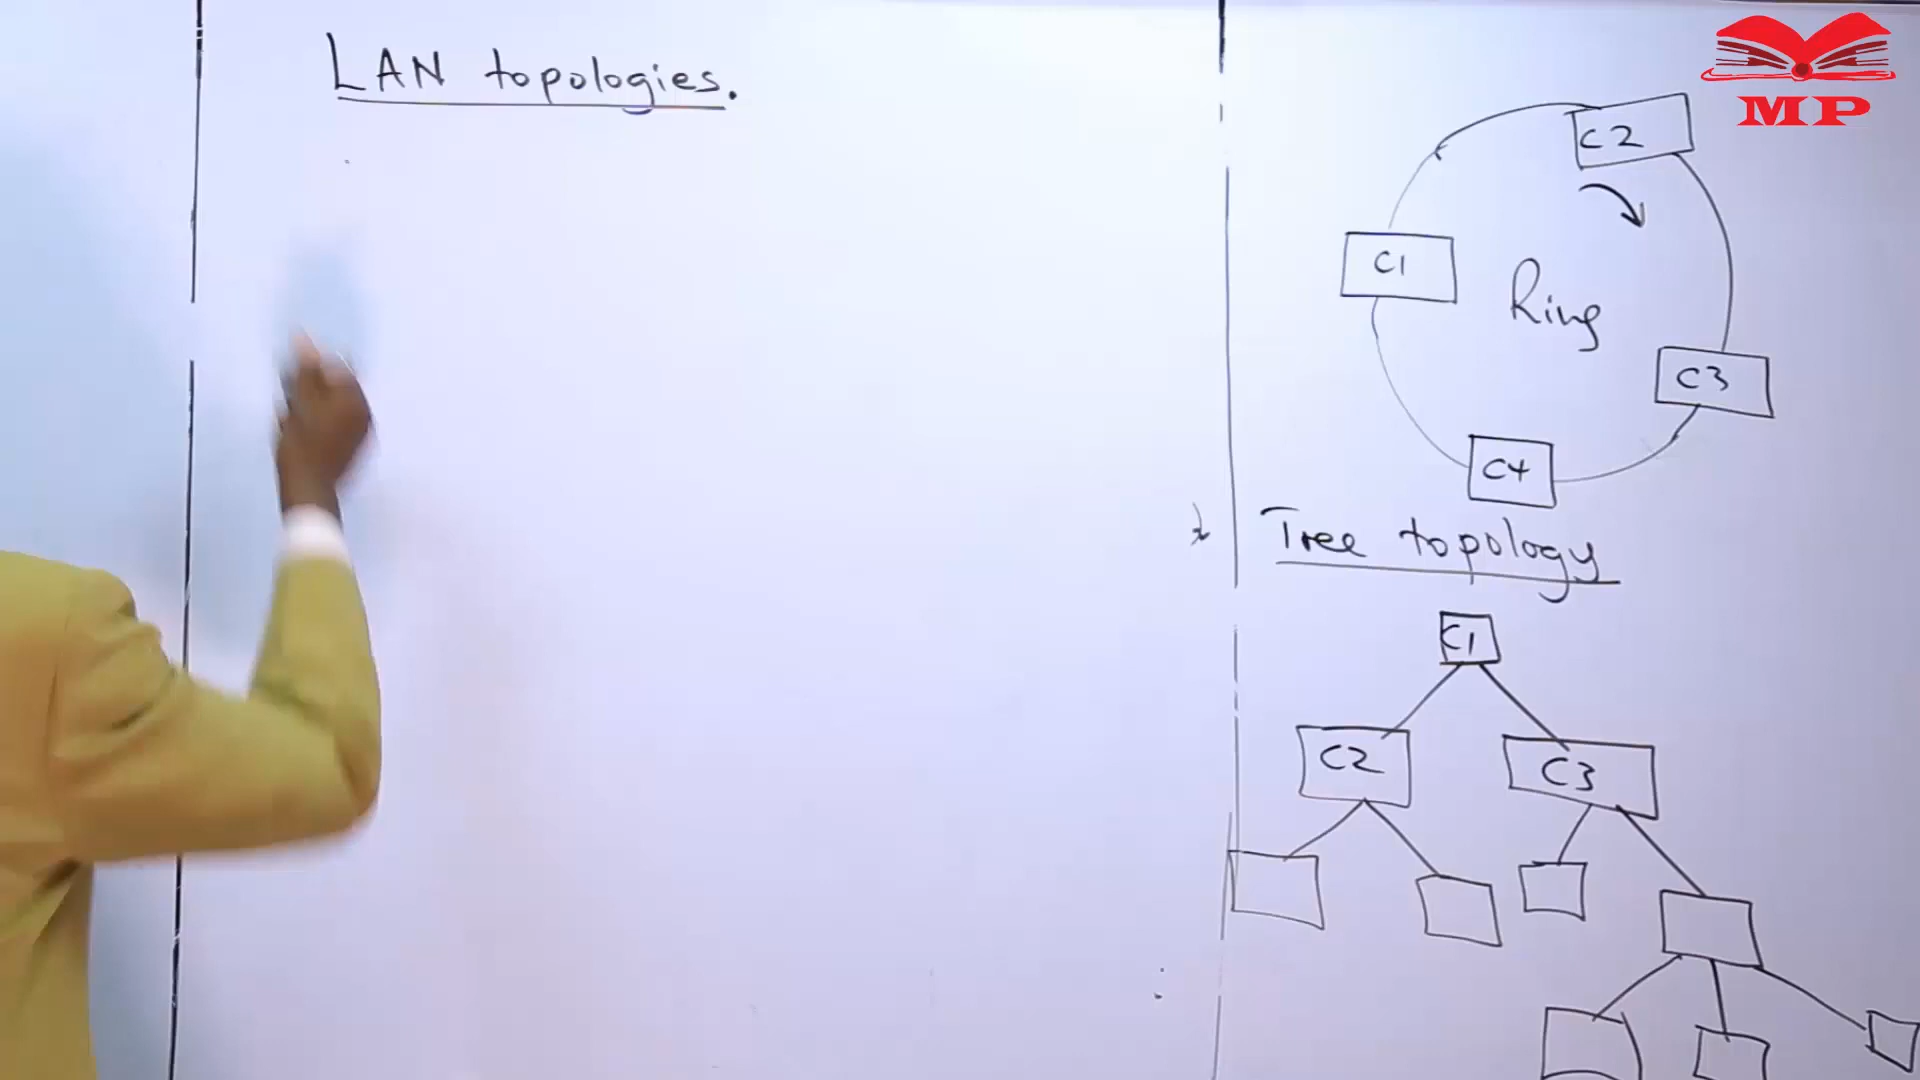 LAN topologies.
MP
C2
C1
Ring
C3
C4
Tree topology
C1
C2
C3